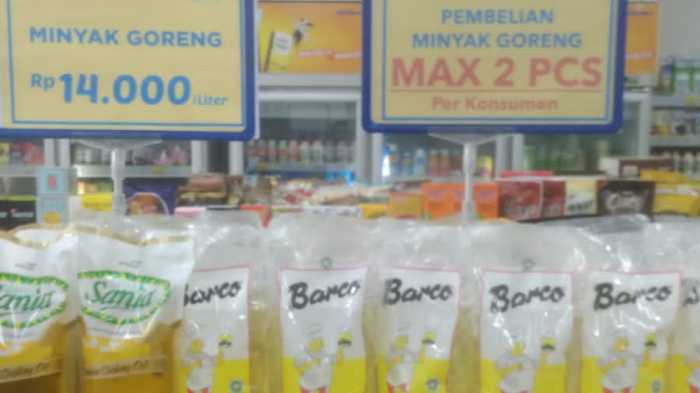 MINYAK GORENG
Rp 14.000 /Liter
PEMBELIAN
MINYAK GORENG
MAX 2 PCS
Per Konsumen
Sania
Sania
Barco
Barco
Barco
Barco
Barco